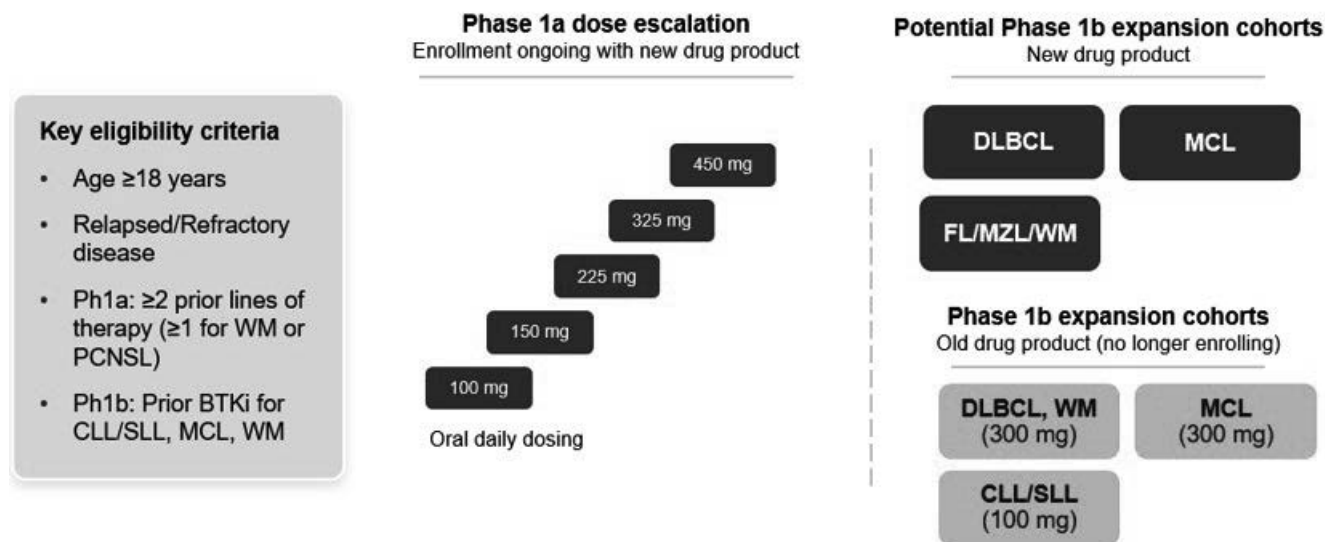 Key eligibility criteria
• Age ≥18 years
• Relapsed/Refractory
disease
• Ph1a: ≥2 prior lines of
therapy (≥1 for WM or
PCNSL)
• Ph1b: Prior BTKi for
CLL/SLL, MCL, WM
Phase 1a dose escalation
Enrollment ongoing with new drug product
450 mg
325 mg
225 mg
150 mg
100 mg
Oral daily dosing
Potential Phase 1b expansion cohorts
New drug product
DLBCL
MCL
FL/MZL/WM
Phase 1b expansion cohorts
Old drug product (no longer enrolling)
DLBCL, WM
(300 mg)
MCL
(300 mg)
CLL/SLL
(100 mg)